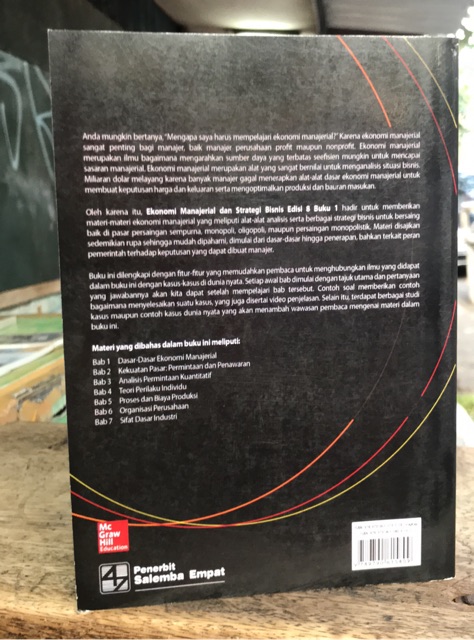 Anda mungkin bertanya, "Mengapa saya harus mempelajari ekonomi manajerial?" Karena ekonomi manajerial
sangat penting bagi manajer, baik manajer perusahaan profit maupun nonprofit. Ekonomi manajerial
merupakan ilmu bagaimana mengarahkan sumber daya yang terbatas seefisien mungkin untuk mencapai
sasaran manajerial. Ekonomi manajerial merupakan alat yang sangat bernilai untuk menganalisis situasi bisnis.
Miliaran dolar melayang karena banyak manajer gagal menerapkan alat-alat dasar ekonomi manajerial untuk
membuat keputusan harga dan keluaran serta mengoptimalkan produksi dan bauran masukan.
Oleh karena itu, Ekonomi Manajerial dan Strategi Bisnis Edisi 8 Buku 1 hadir untuk memberikan
materi-materi ekonomi manajerial yang meliputi alat-alat analisis serta berbagai strategi bisnis untuk bersaing
baik di pasar persaingan sempurna, monopoli, oligopoli, maupun persaingan monopolistik. Materi disajikan
sedemikian rupa sehingga mudah dipahami, dimulai dari dasar-dasar hingga penerapan, bahkan terkait peran
pemerintah terhadap keputusan yang dapat dibuat manajer.
Buku ini dilengkapi dengan fitur-fitur yang memudahkan pembaca untuk menghubungkan ilmu yang didapat
dalam buku ini dengan kasus-kasus di dunia nyata. Setiap awal bab dimulai dengan tajuk utama dan pertanyaan
yang jawabannya akan kita dapat setelah mempelajari bab tersebut. Contoh soal memberikan contoh
bagaimana menyelesaikan suatu kasus, yang juga disertai video penjelasan. Selain itu, terdapat berbagai studi
kasus maupun contoh kasus dunia nyata yang akan menambah wawasan pembaca mengenai materi dalam
buku ini.
Materi yang dibahas dalam buku ini meliputi:
Bab 1 Dasar-Dasar Ekonomi Manajerial
Bab 2 Kekuatan Pasar: Permintaan dan Penawaran
Bab 3 Analisis Permintaan Kuantitatif
Bab 4 Teori Perilaku Individu
Bab 5 Proses dan Biaya Produksi
Bab 6 Organisasi Perusahaan
Bab 7 Sifat Dasar Industri
Mc
Graw
Hill
Education
Penerbit
Salemba Empat